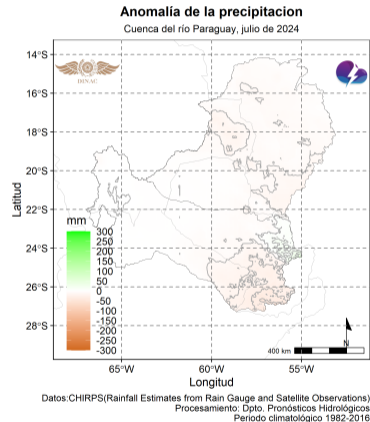 Anomalía de la precipitacion
Cuenca del río Paraguay, julio de 2024
14°S
16°S
18°S
20°S
22°S
24°S
26°S
28°S
Latitud
DINAC
mm
300
250
200
150
100
50
0
-50
-100
-150
-200
-250
-300
N
400 km
65°W
60°W
55°W
Longitud
Datos:CHIRPS(Rainfall Estimates from Rain Gauge and Satellite Observations)
Procesamiento: Dpto. Pronósticos Hidrológicos
Periodo climatológico 1982-2016